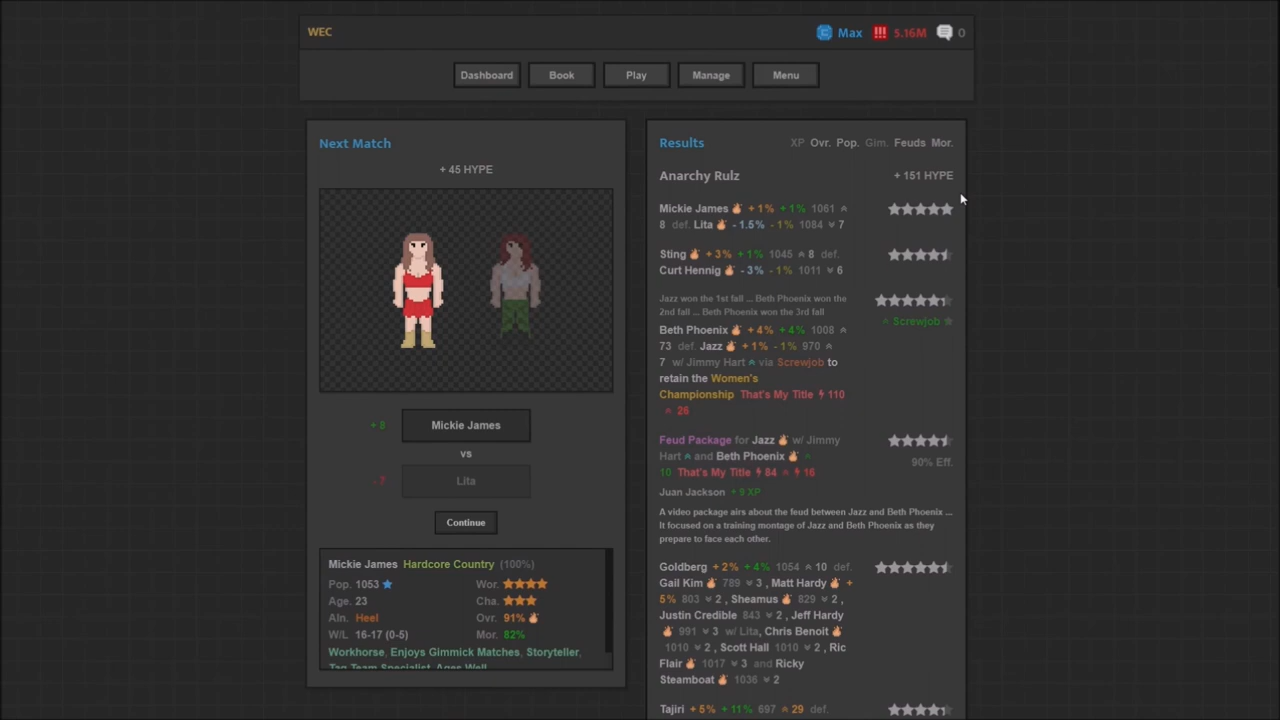 WEC
Max 5.16M 0
Dashboard Book Play Manage Menu
Next Match
+ 45 HYPE
+ 8 Mickie James
vs
- 7 Lita
Continue
Mickie James Hardcore Country (100%)
Pop. 1053 Wor.
Age. 23 Cha.
Aln. Heel Ovr. 91%
W/L 16-17 (0-5) Mor. 82%
Workhorse, Enjoys Gimmick Matches, Storyteller,
Tag Team Specialist, Ages Well
Results XP Ovr. Pop. Gim. Feuds Mor.
Anarchy Rulz + 151 HYPE
Mickie James + 1% + 1% 1061
8 def. Lita - 1.5% - 1% 1084 7
Sting + 3% + 1% 1045 8 def.
Curt Hennig - 3% - 1% 1011 6
Jazz won the 1st fall ... Beth Phoenix won the
2nd fall ... Beth Phoenix won the 3rd fall
Screwjob
Beth Phoenix + 4% + 4% 1008
73 def. Jazz + 1% - 1% 970
7 w/ Jimmy Hart via Screwjob to
retain the Women's
Championship That's My Title 110
26
Feud Package for Jazz w/ Jimmy
Hart and Beth Phoenix
10 That's My Title 84 16
90% Eff.
Juan Jackson + 9 XP
A video package airs about the feud between Jazz and Beth Phoenix ...
It focused on a training montage of Jazz and Beth Phoenix as they
prepare to face each other.
Goldberg + 2% + 4% 1054 10 def.
Gail Kim 789 3 , Matt Hardy +
5% 803 2 , Sheamus 829 2 ,
Justin Credible 843 2 , Jeff Hardy
991 3 w/ Lita, Chris Benoit
1010 2 , Scott Hall 1010 2 , Ric
Flair 1017 3 and Ricky
Steamboat 1036 2
Tajiri + 5% + 11% 697 29 def.